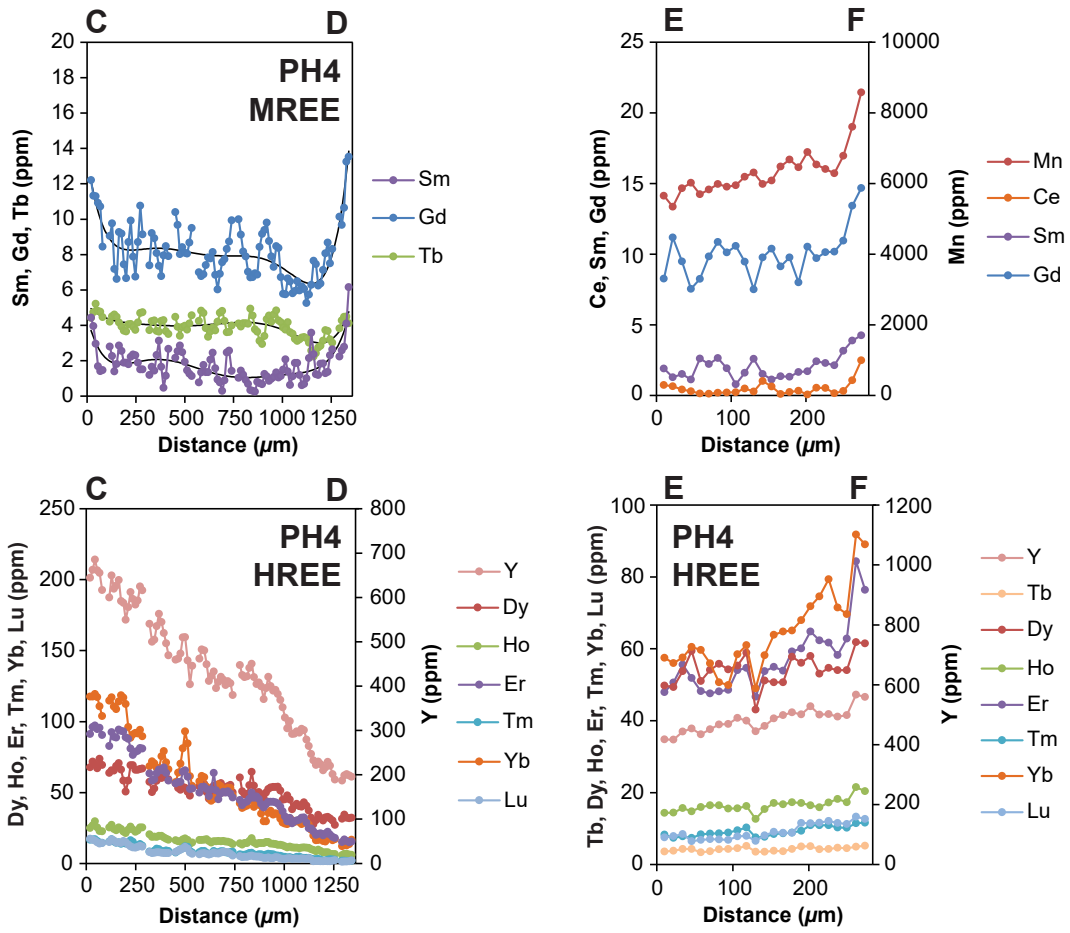 C D
PH4
MREE
20
18
16
14
12
10
8
6
4
2
0
Sm, Gd, Tb (ppm)
0 250 500 750 1000 1250
Distance (µm)
Sm
Gd
Tb
E F
25
20
15
10
5
0
Ce, Sm, Gd (ppm)
10000
8000
6000
4000
2000
0
Mn (ppm)
0 100 200
Distance (µm)
Mn
Ce
Sm
Gd
C D
PH4
HREE
250
200
150
100
50
0
Dy, Ho, Er, Tm, Yb, Lu (ppm)
800
700
600
500
400
300
200
100
0
Y (ppm)
0 250 500 750 1000 1250
Distance (µm)
Y
Dy
Ho
Er
Tm
Yb
Lu
E F
PH4
HREE
100
80
60
40
20
0
Tb, Dy, Ho, Er, Tm, Yb, Lu (ppm)
1200
1000
800
600
400
200
0
Y (ppm)
0 100 200
Distance (µm)
Y
Tb
Dy
Ho
Er
Tm
Yb
Lu